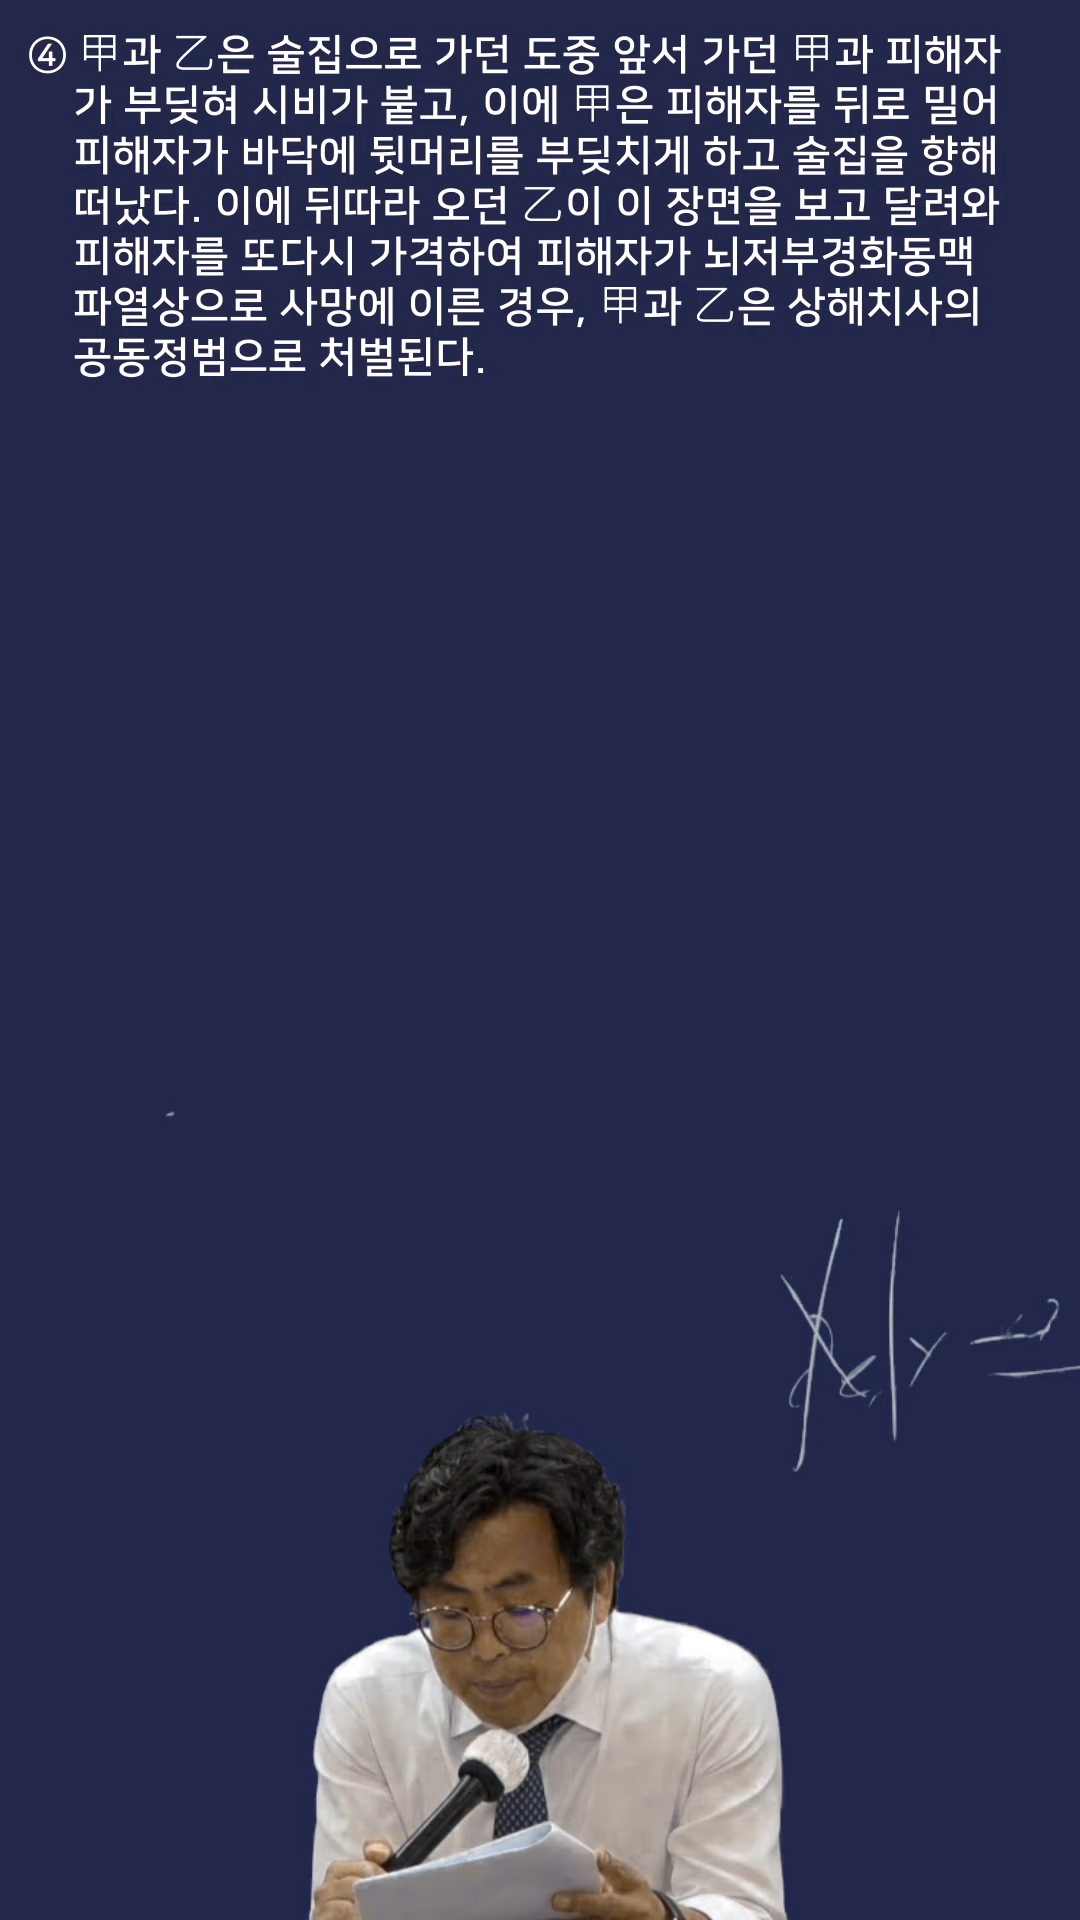 ④ 甲과 乙은 술집으로 가던 도중 앞서 가던 甲과 피해자
가 부딪혀 시비가 붙고, 이에 甲은 피해자를 뒤로 밀어
피해자가 바닥에 뒷머리를 부딪치게 하고 술집을 향해
떠났다. 이에 뒤따라 오던 乙이 이 장면을 보고 달려와
피해자를 또다시 가격하여 피해자가 뇌저부경화동맥
파열상으로 사망에 이른 경우, 甲과 乙은 상해치사의
공동정범으로 처벌된다.